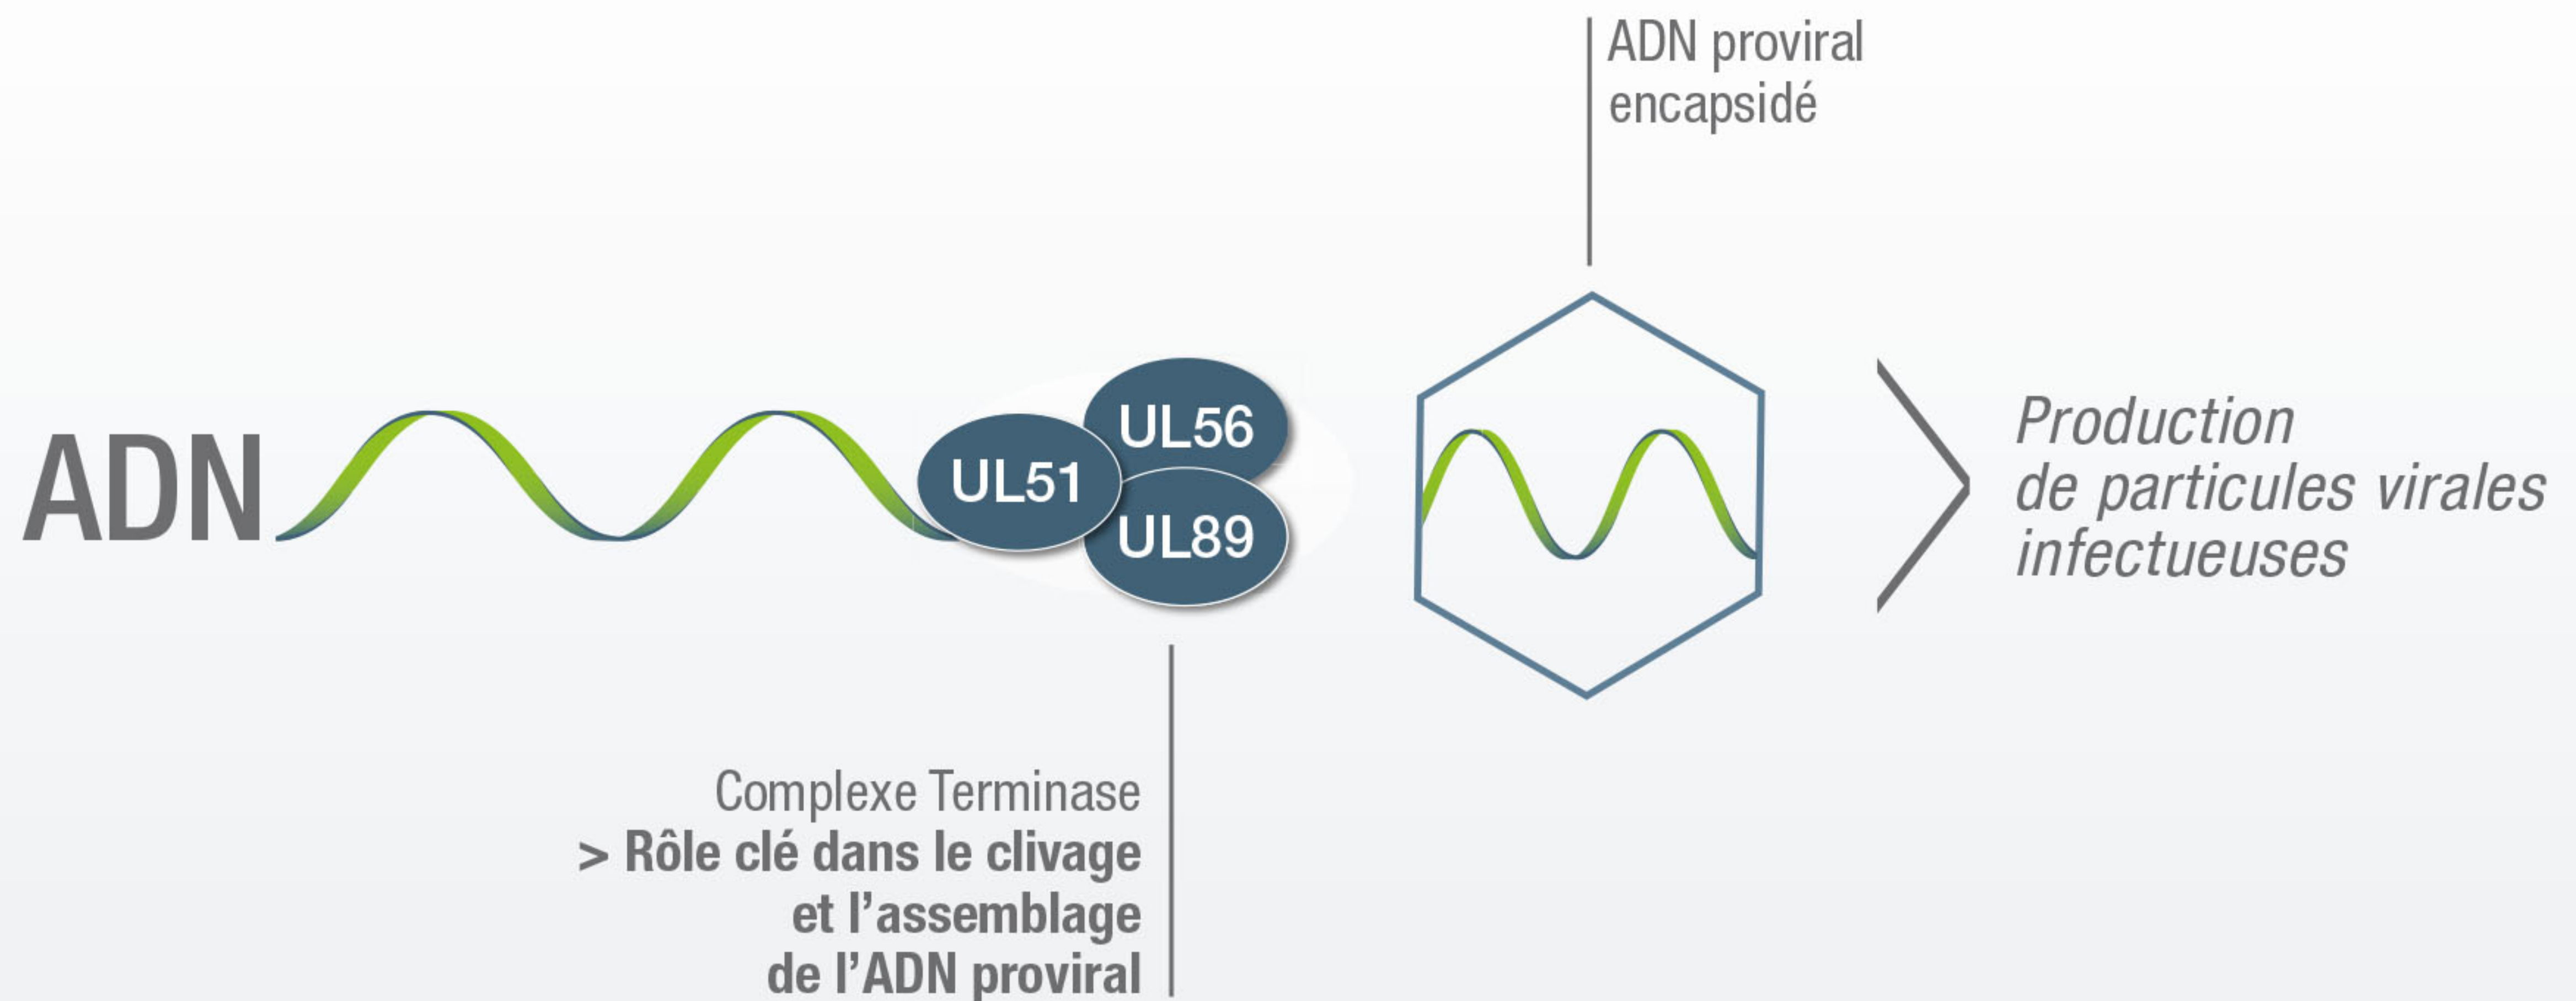 ADN proviral
encapsidé
ADN
UL51
UL56
UL89
Production
de particules virales
infectueuses
Complexe Terminase
> Rôle clé dans le clivage
et l’assemblage
de l’ADN proviral